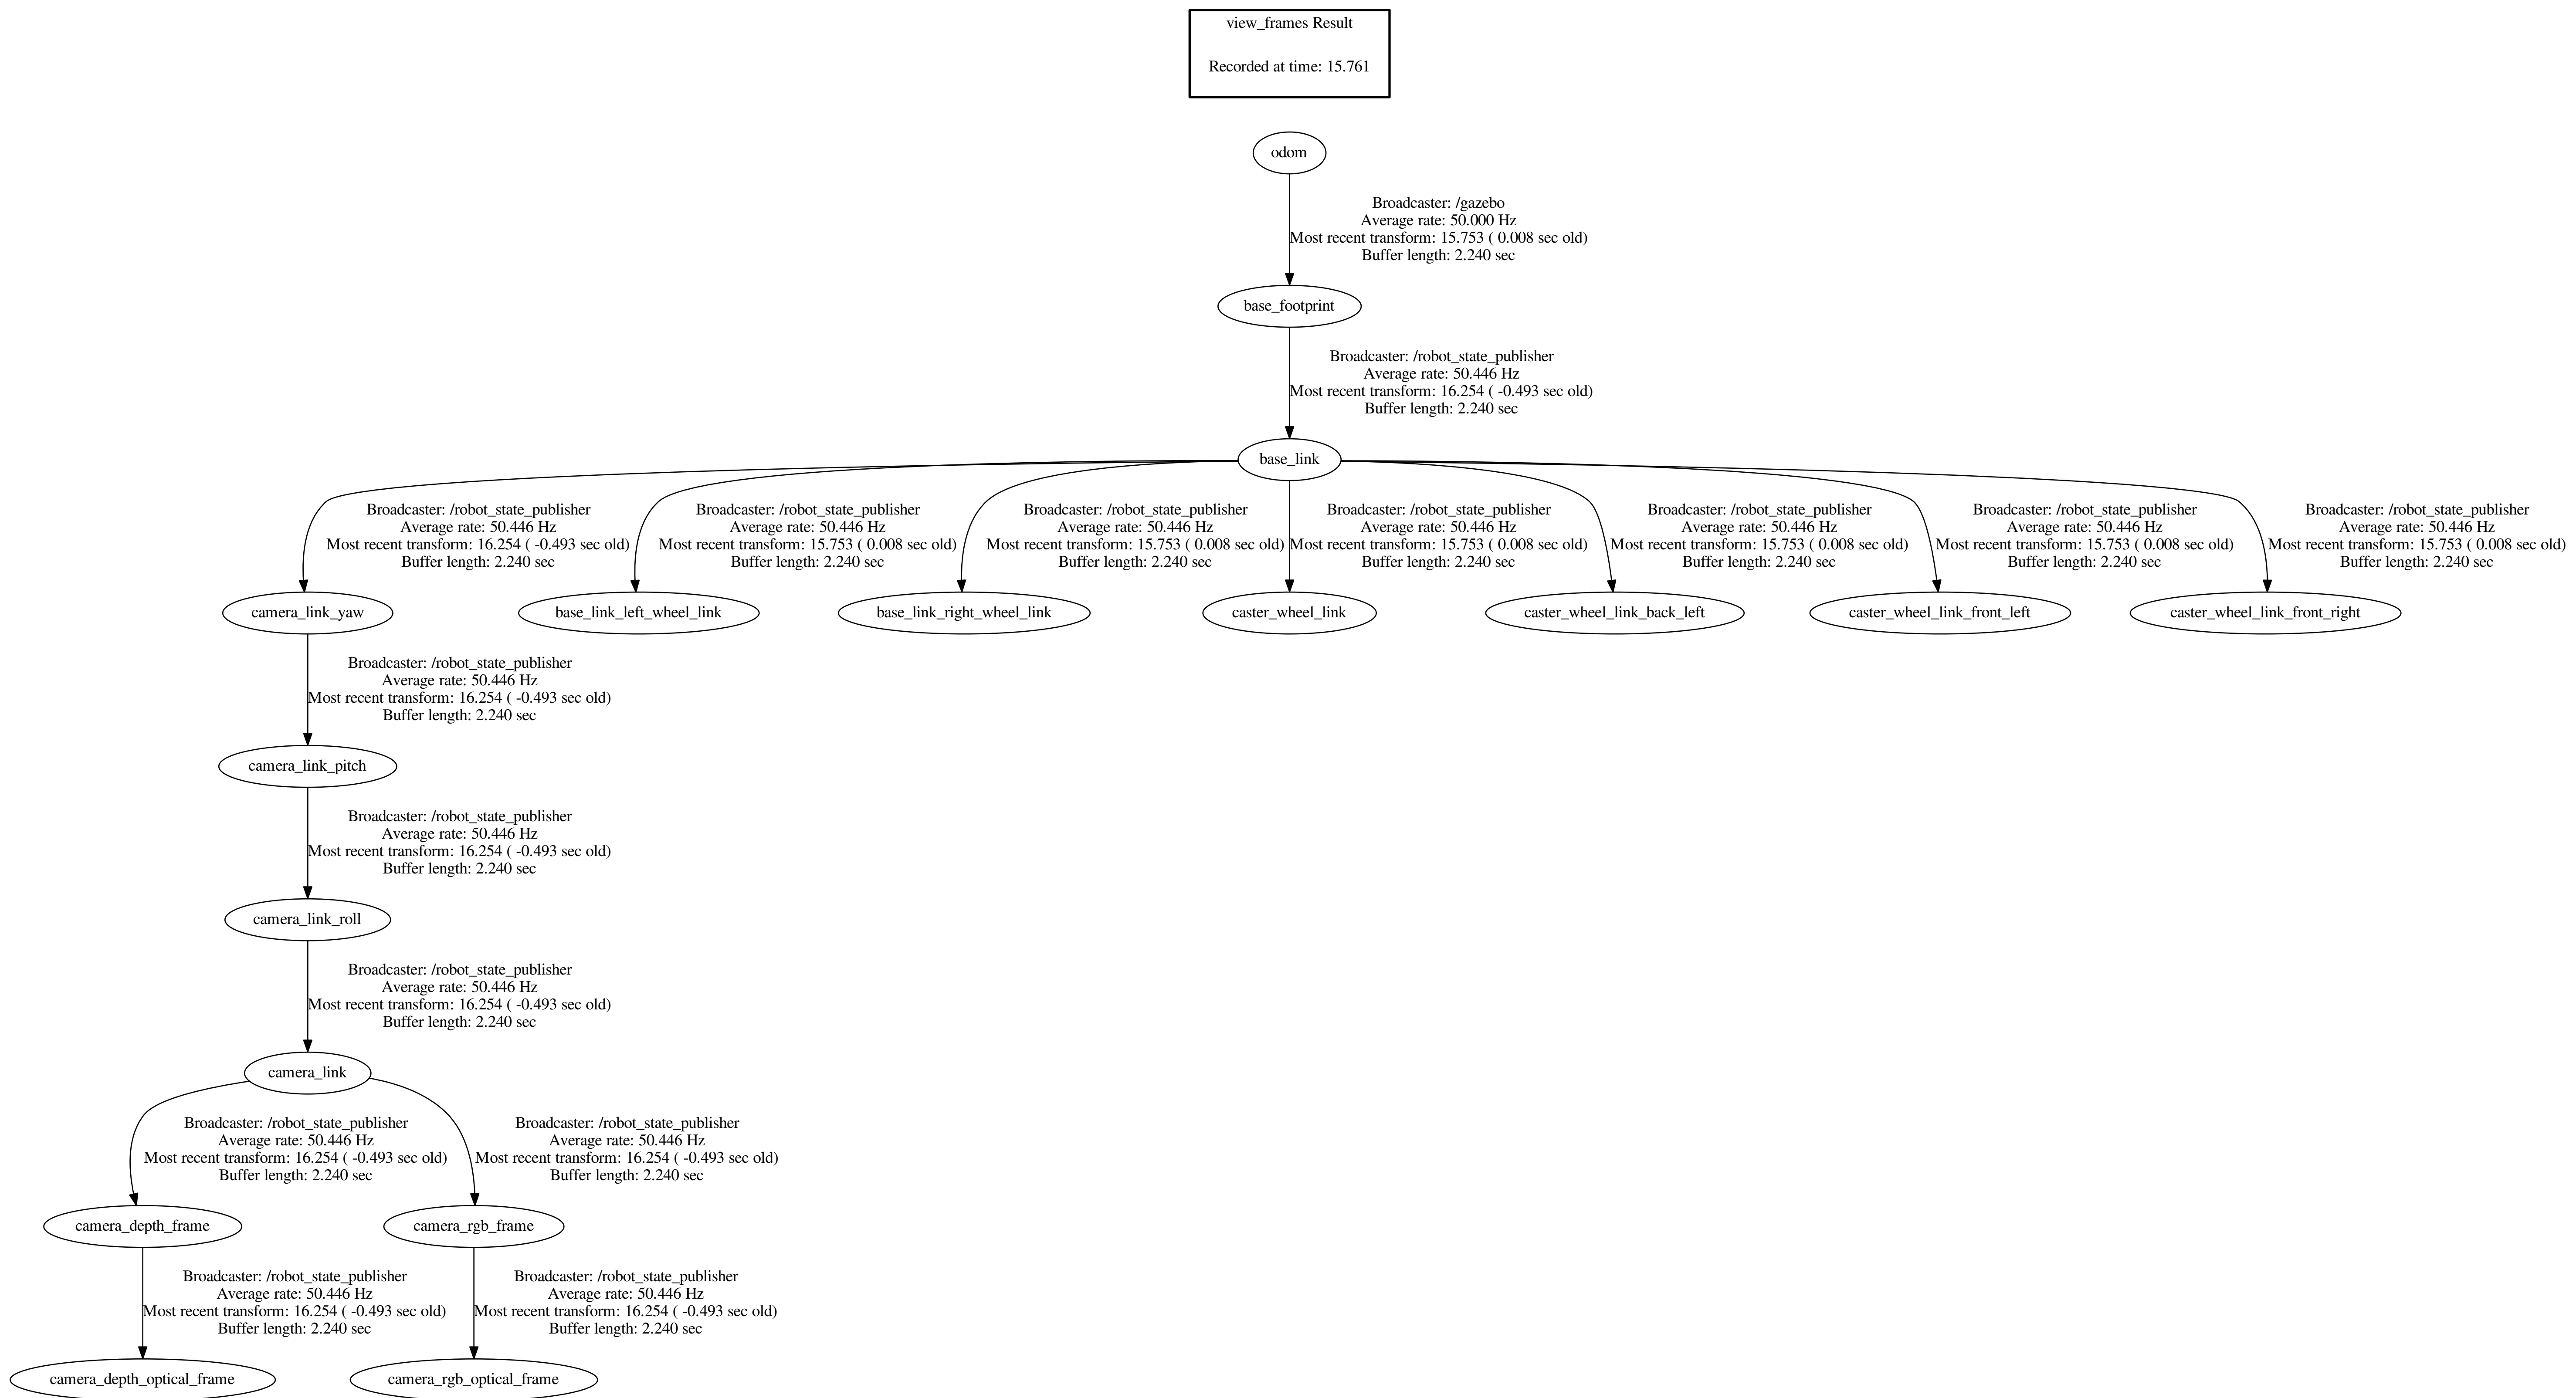 view_frames Result
Recorded at time: 15.761
odom
Broadcaster: /gazebo
Average rate: 50.000 Hz
Most recent transform: 15.753 ( 0.008 sec old)
Buffer length: 2.240 sec
base_footprint
Broadcaster: /robot_state_publisher
Average rate: 50.446 Hz
Most recent transform: 16.254 ( -0.493 sec old)
Buffer length: 2.240 sec
base_link
Broadcaster: /robot_state_publisher
Average rate: 50.446 Hz
Most recent transform: 16.254 ( -0.493 sec old)
Buffer length: 2.240 sec
Broadcaster: /robot_state_publisher
Average rate: 50.446 Hz
Most recent transform: 15.753 ( 0.008 sec old)
Buffer length: 2.240 sec
Broadcaster: /robot_state_publisher
Average rate: 50.446 Hz
Most recent transform: 15.753 ( 0.008 sec old)
Buffer length: 2.240 sec
Broadcaster: /robot_state_publisher
Average rate: 50.446 Hz
Most recent transform: 15.753 ( 0.008 sec old)
Buffer length: 2.240 sec
Broadcaster: /robot_state_publisher
Average rate: 50.446 Hz
Most recent transform: 15.753 ( 0.008 sec old)
Buffer length: 2.240 sec
Broadcaster: /robot_state_publisher
Average rate: 50.446 Hz
Most recent transform: 15.753 ( 0.008 sec old)
Buffer length: 2.240 sec
Broadcaster: /robot_state_publisher
Average rate: 50.446 Hz
Most recent transform: 15.753 ( 0.008 sec old)
Buffer length: 2.240 sec
camera_link_yaw
base_link_left_wheel_link
base_link_right_wheel_link
caster_wheel_link
caster_wheel_link_back_left
caster_wheel_link_front_left
caster_wheel_link_front_right
Broadcaster: /robot_state_publisher
Average rate: 50.446 Hz
Most recent transform: 16.254 ( -0.493 sec old)
Buffer length: 2.240 sec
camera_link_pitch
Broadcaster: /robot_state_publisher
Average rate: 50.446 Hz
Most recent transform: 16.254 ( -0.493 sec old)
Buffer length: 2.240 sec
camera_link_roll
Broadcaster: /robot_state_publisher
Average rate: 50.446 Hz
Most recent transform: 16.254 ( -0.493 sec old)
Buffer length: 2.240 sec
camera_link
Broadcaster: /robot_state_publisher
Average rate: 50.446 Hz
Most recent transform: 16.254 ( -0.493 sec old)
Buffer length: 2.240 sec
Broadcaster: /robot_state_publisher
Average rate: 50.446 Hz
Most recent transform: 16.254 ( -0.493 sec old)
Buffer length: 2.240 sec
camera_depth_frame
camera_rgb_frame
Broadcaster: /robot_state_publisher
Average rate: 50.446 Hz
Most recent transform: 16.254 ( -0.493 sec old)
Buffer length: 2.240 sec
Broadcaster: /robot_state_publisher
Average rate: 50.446 Hz
Most recent transform: 16.254 ( -0.493 sec old)
Buffer length: 2.240 sec
camera_depth_optical_frame
camera_rgb_optical_frame